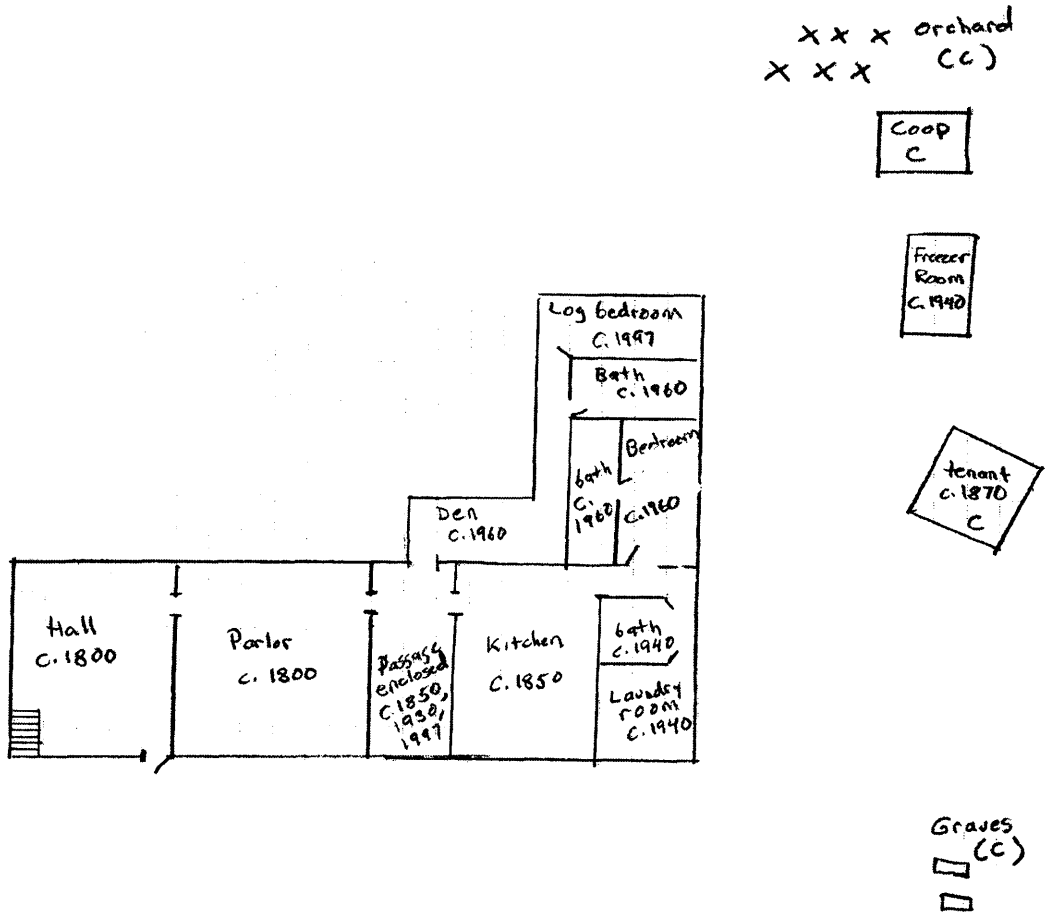 orchard
(c)
Coop
C
Freezer
Room
C. 1940
Log bedroom
C. 1997
Bath
C. 1960
Bedroom
C. 1960
bath
C.
1960
tenant
C. 1870
C
Den
C. 1960
Hall
C. 1800
Parlor
C. 1800
Passage
enclosed
C. 1850,
1930,
1997
Kitchen
C. 1850
bath
C. 1940
Laundry
room
C. 1940
Graves
(C)